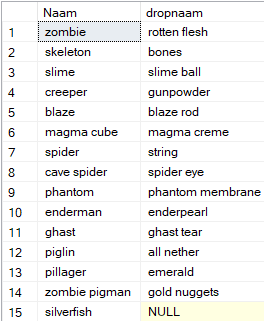 Naam dropnaam
1 zombie rotten flesh
2 skeleton bones
3 slime slime ball
4 creeper gunpowder
5 blaze blaze rod
6 magma cube magma creme
7 spider string
8 cave spider spider eye
9 phantom phantom membrane
10 enderman enderpearl
11 ghast ghast tear
12 piglin all nether
13 pillager emerald
14 zombie pigman gold nuggets
15 silverfish NULL